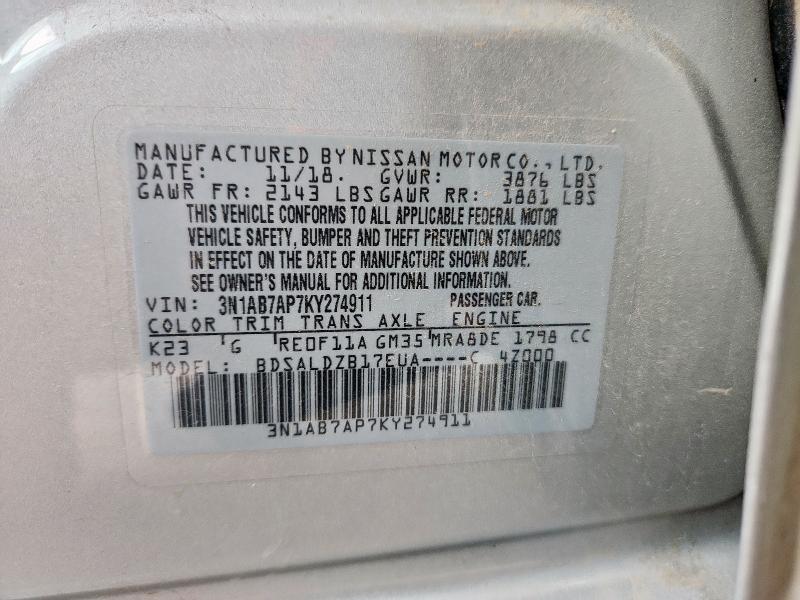 MANUFACTURED BY NISSAN MOTOR CO., LTD.
DATE: 11/18. GVWR: 3876 LBS
GAWR FR: 2143 LBS GAWR RR: 1881 LBS
THIS VEHICLE CONFORMS TO ALL APPLICABLE FEDERAL MOTOR
VEHICLE SAFETY, BUMPER AND THEFT PREVENTION STANDARDS
IN EFFECT ON THE DATE OF MANUFACTURE SHOWN ABOVE.
SEE OWNER'S MANUAL FOR ADDITIONAL INFORMATION.
VIN: 3N1AB7AP7KY274911 PASSENGER CAR.
COLOR TRIM TRANS AXLE ENGINE
K23 'G 'RE0F11A GM35 MRA8DE 1798 CC
MODEL: BDSALDZB17EUA----C 4Z000
3N1AB7AP7KY274911